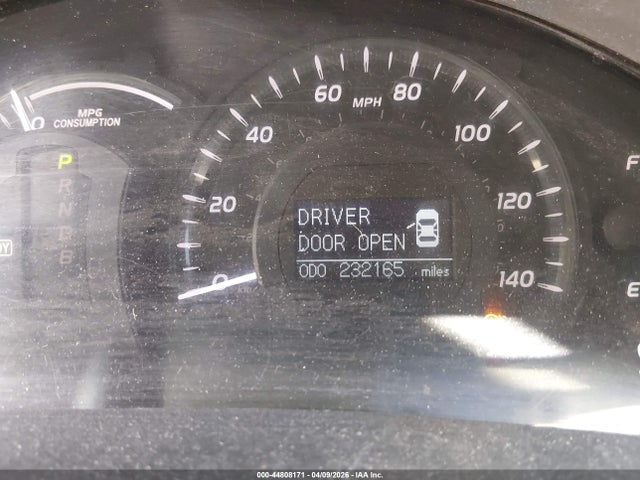 MPG
CONSUMPTION
0
P
R
N
D
B
0
20
40
60
80
100
120
140
MPH
DRIVER
DOOR OPEN
ODO 232165 miles
F
E
000-44808171 - 04/09/2026 - IAA Inc.